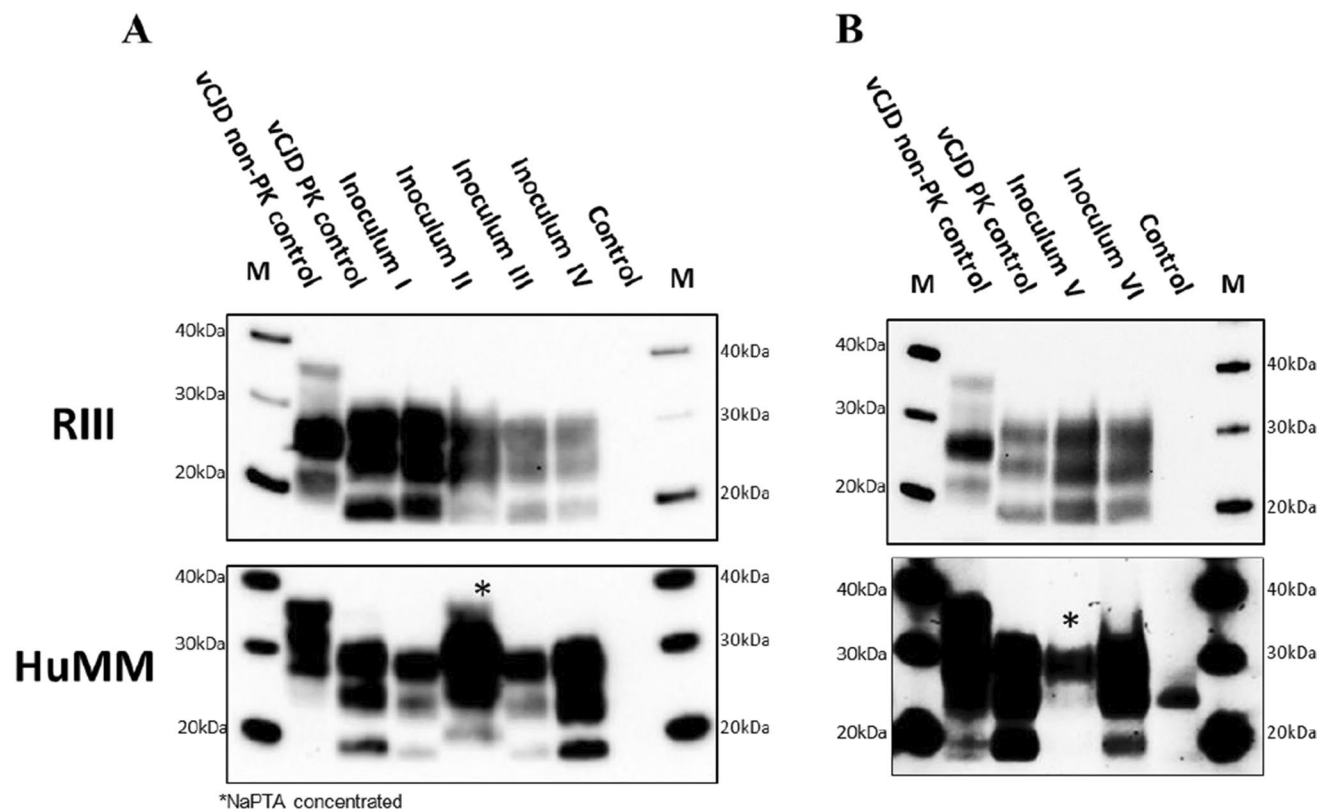 A
B
M
vCJD non-PK control
vCJD PK control
Inoculum I
Inoculum II
Inoculum III
Inoculum IV
Control
M
M
vCJD non-PK control
vCJD PK control
Inoculum V
Inoculum VI
Control
M
RIII
40kDa
30kDa
20kDa
40kDa
30kDa
20kDa
40kDa
30kDa
20kDa
40kDa
30kDa
20kDa
HuMM
40kDa
30kDa
20kDa
*
40kDa
30kDa
20kDa
40kDa
30kDa
20kDa
*
40kDa
30kDa
20kDa
*NaPTA concentrated